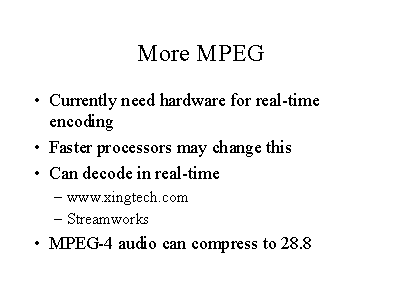 More MPEG
• Currently need hardware for real-time
encoding
• Faster processors may change this
• Can decode in real-time
– www.xingtech.com
– Streamworks
• MPEG-4 audio can compress to 28.8